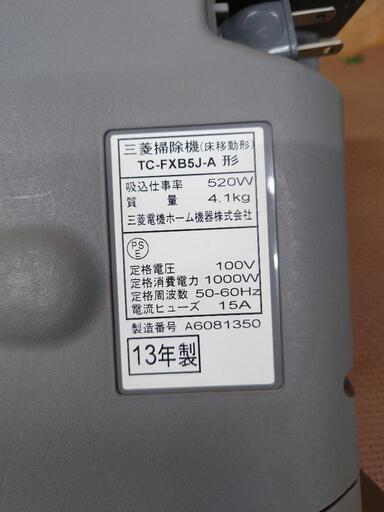 三菱掃除機(床移動形)
TC-FXB5J-A 形
吸込仕事率 520W
質量 4.1kg
三菱電機ホーム機器株式会社
PS
E
定格電圧 100V
定格消費電力 1000W
定格周波数 50-60Hz
電流ヒューズ 15A
製造番号 A6081350
13年製